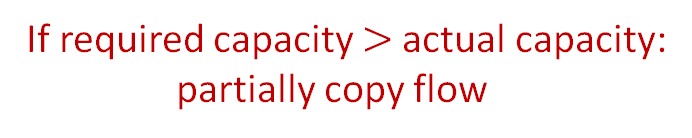 If required capacity > actual capacity:
partially copy flow